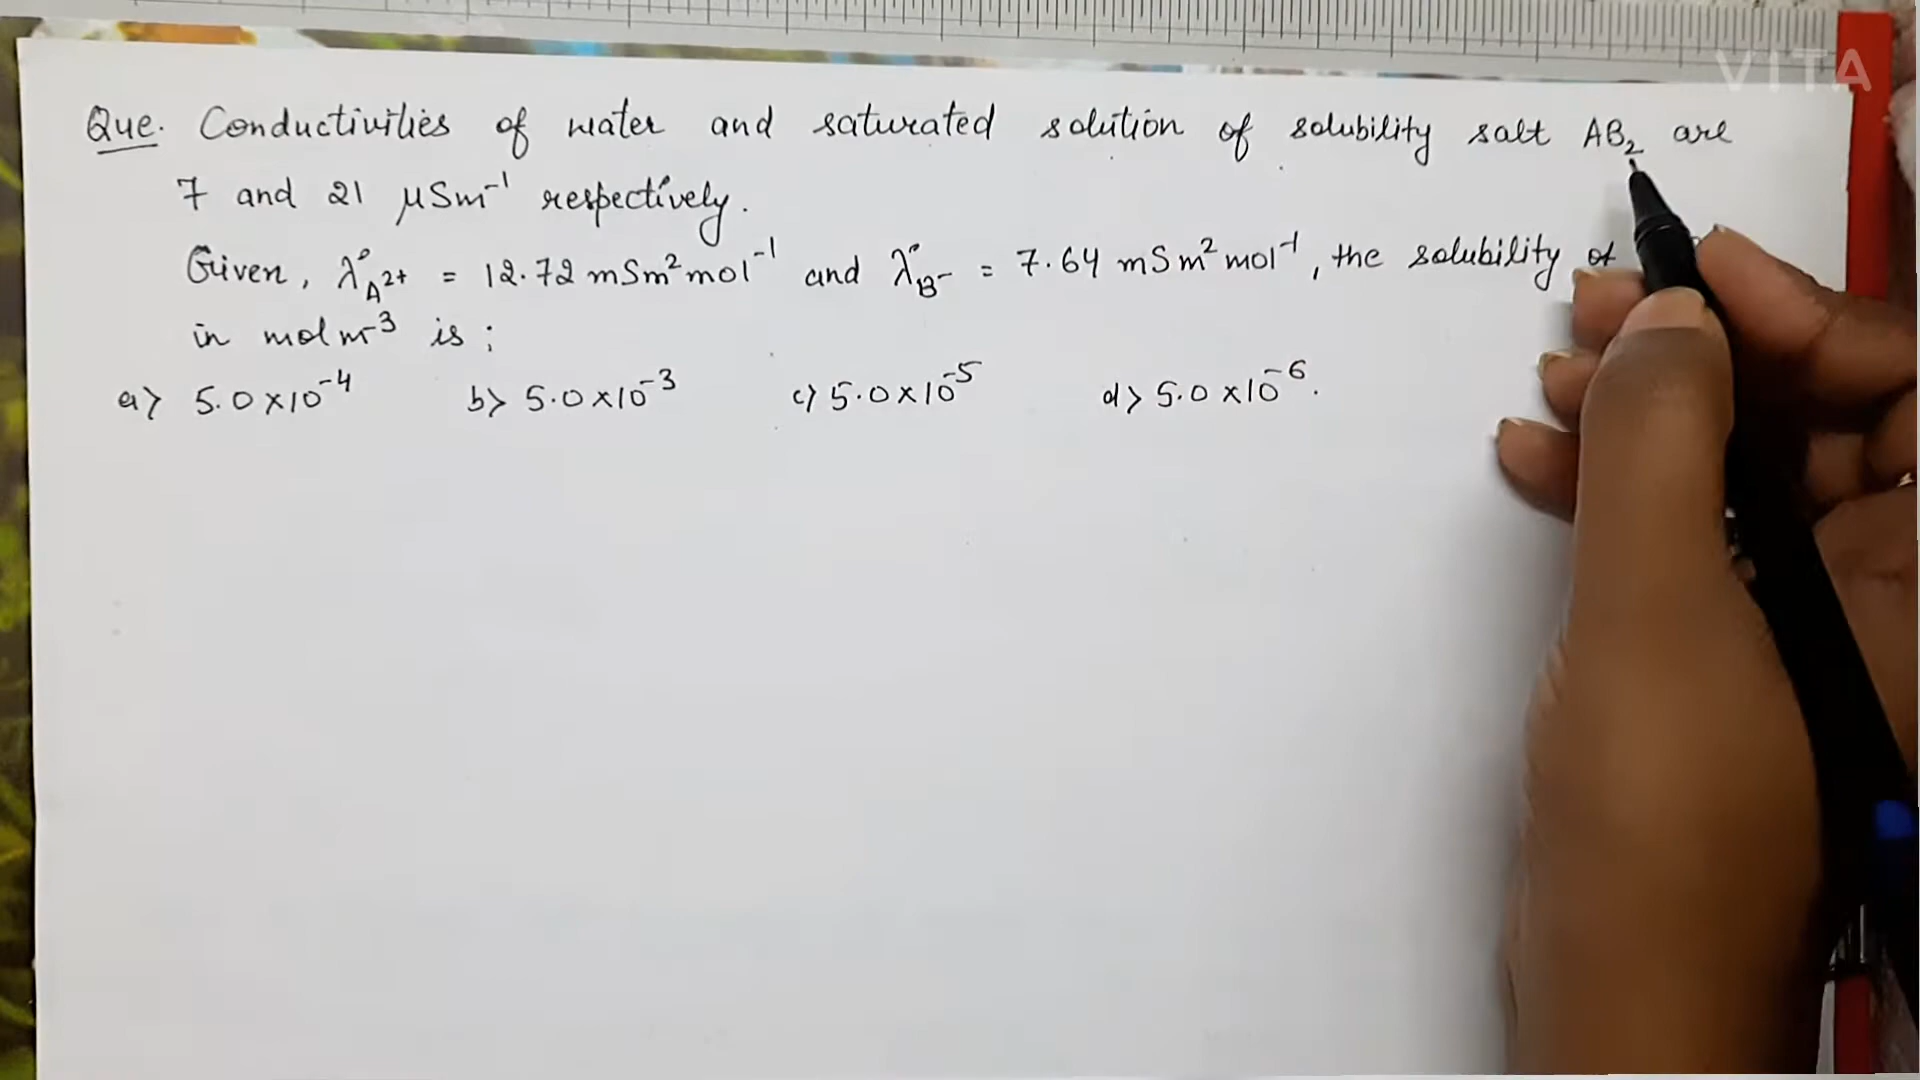 VITA
Que. Conductivities of water and saturated solution of solubility salt AB₂ are
7 and 21 μSm⁻¹ respectively.
Given, λ°A²⁺ = 12.72 mSm²mol⁻¹ and λ°B⁻ = 7.64 mSm²mol⁻¹, the solubility of
in molm⁻³ is :
a> 5.0×10⁻⁴ b> 5.0×10⁻³ c) 5.0×10⁻⁵ d> 5.0×10⁻⁶.